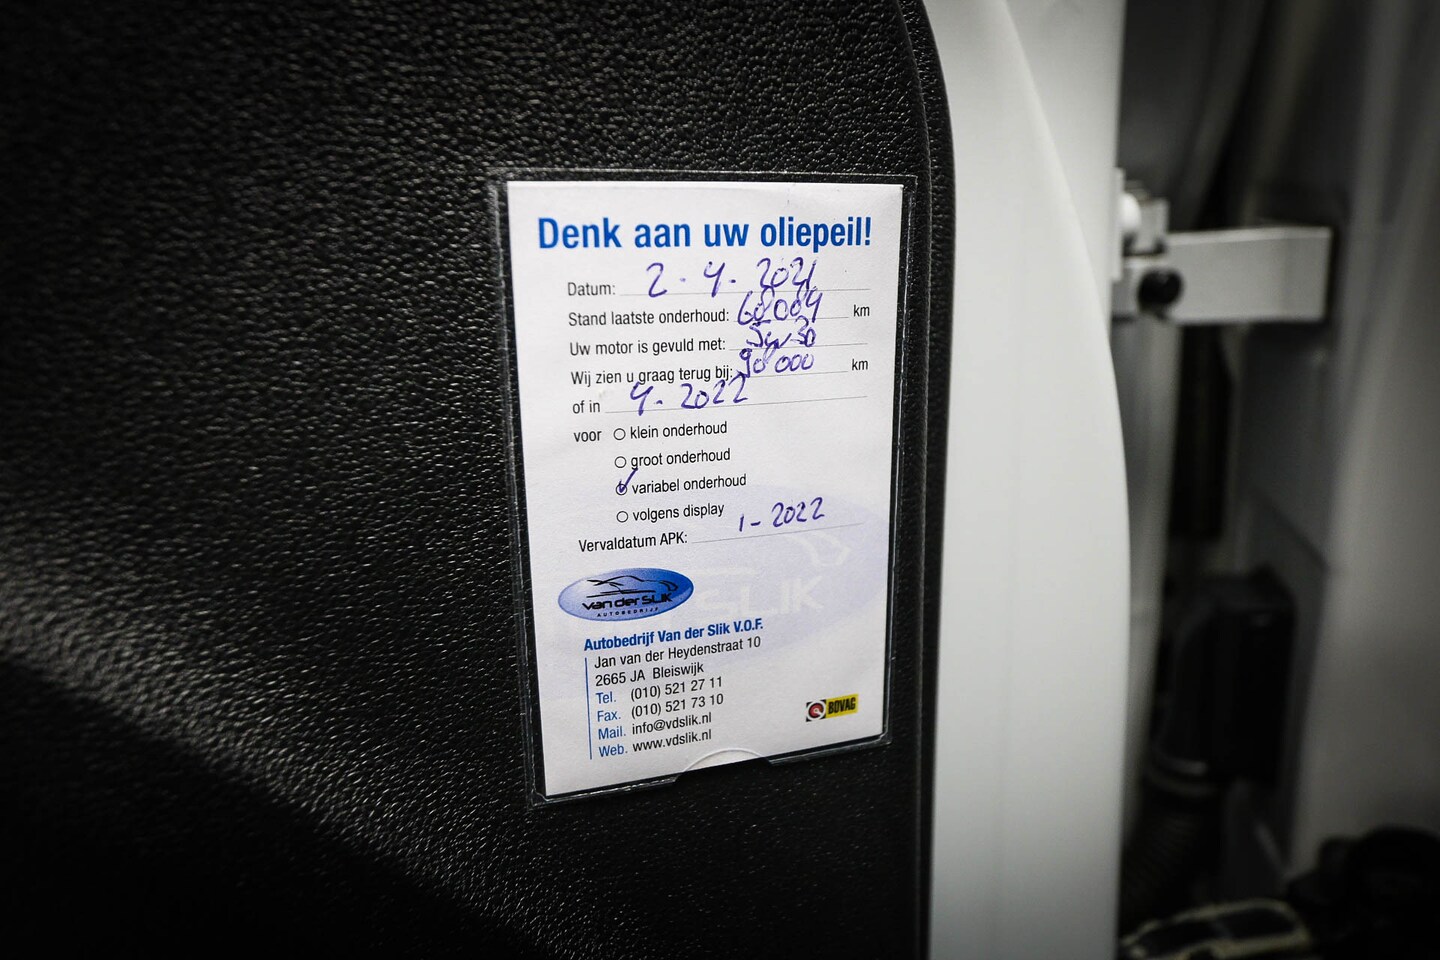 Denk aan uw oliepeil!
Datum: 2-4-2021
Stand laatste onderhoud: 60004 km
Uw motor is gevuld met: 5w30
Wij zien u graag terug bij: 90000 km
of in 4-2022
voor klein onderhoud
groot onderhoud
variabel onderhoud
volgens display
Vervaldatum APK: 1-2022
van der SLIK
AUTOBEDRIJF
SLIK
Autobedrijf Van der Slik V.O.F.
Jan van der Heydenstraat 10
2665 JA Bleiswijk
Tel. (010) 521 27 11
Fax. (010) 521 73 10
Mail. info@vdslik.nl
Web. www.vdslik.nl
BOVAG